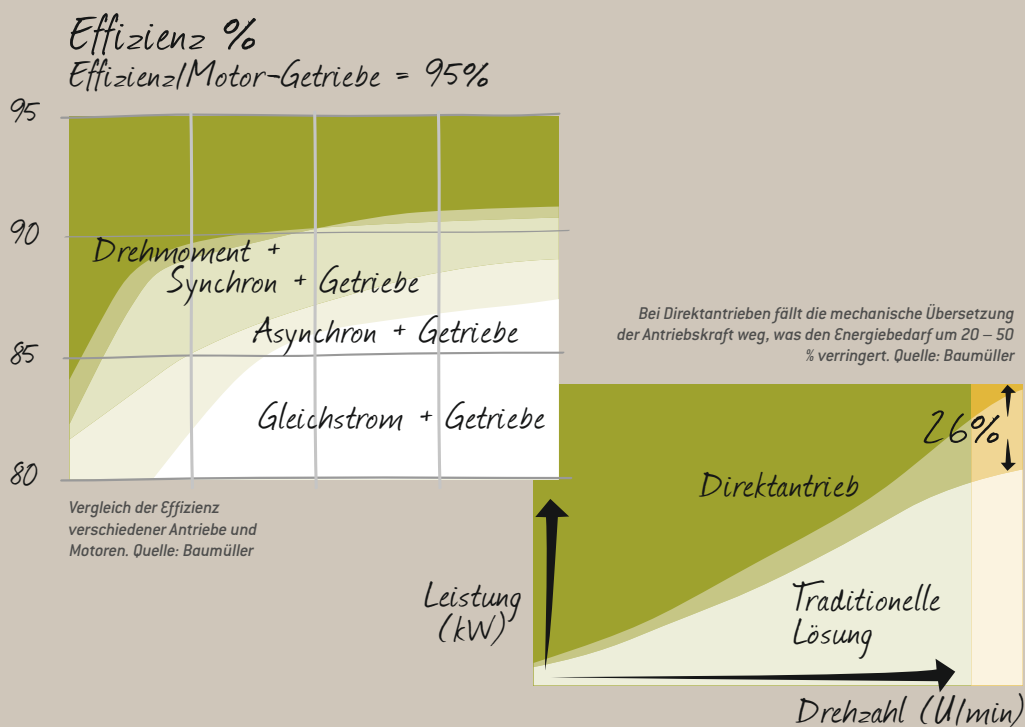 Effizienz %
Effizienz/Motor-Getriebe = 95%
95
90
Drehmoment +
Synchron + Getriebe
Asynchron + Getriebe
85
Gleichstrom + Getriebe
80
Vergleich der Effizienz
verschiedener Antriebe und
Motoren. Quelle: Baumüller
Bei Direktantrieben fällt die mechanische Übersetzung
der Antriebskraft weg, was den Energiebedarf um 20 – 50
% verringert. Quelle: Baumüller
26%
Direktantrieb
Leistung
(kW)
Traditionelle
Lösung
Drehzahl (U/min)